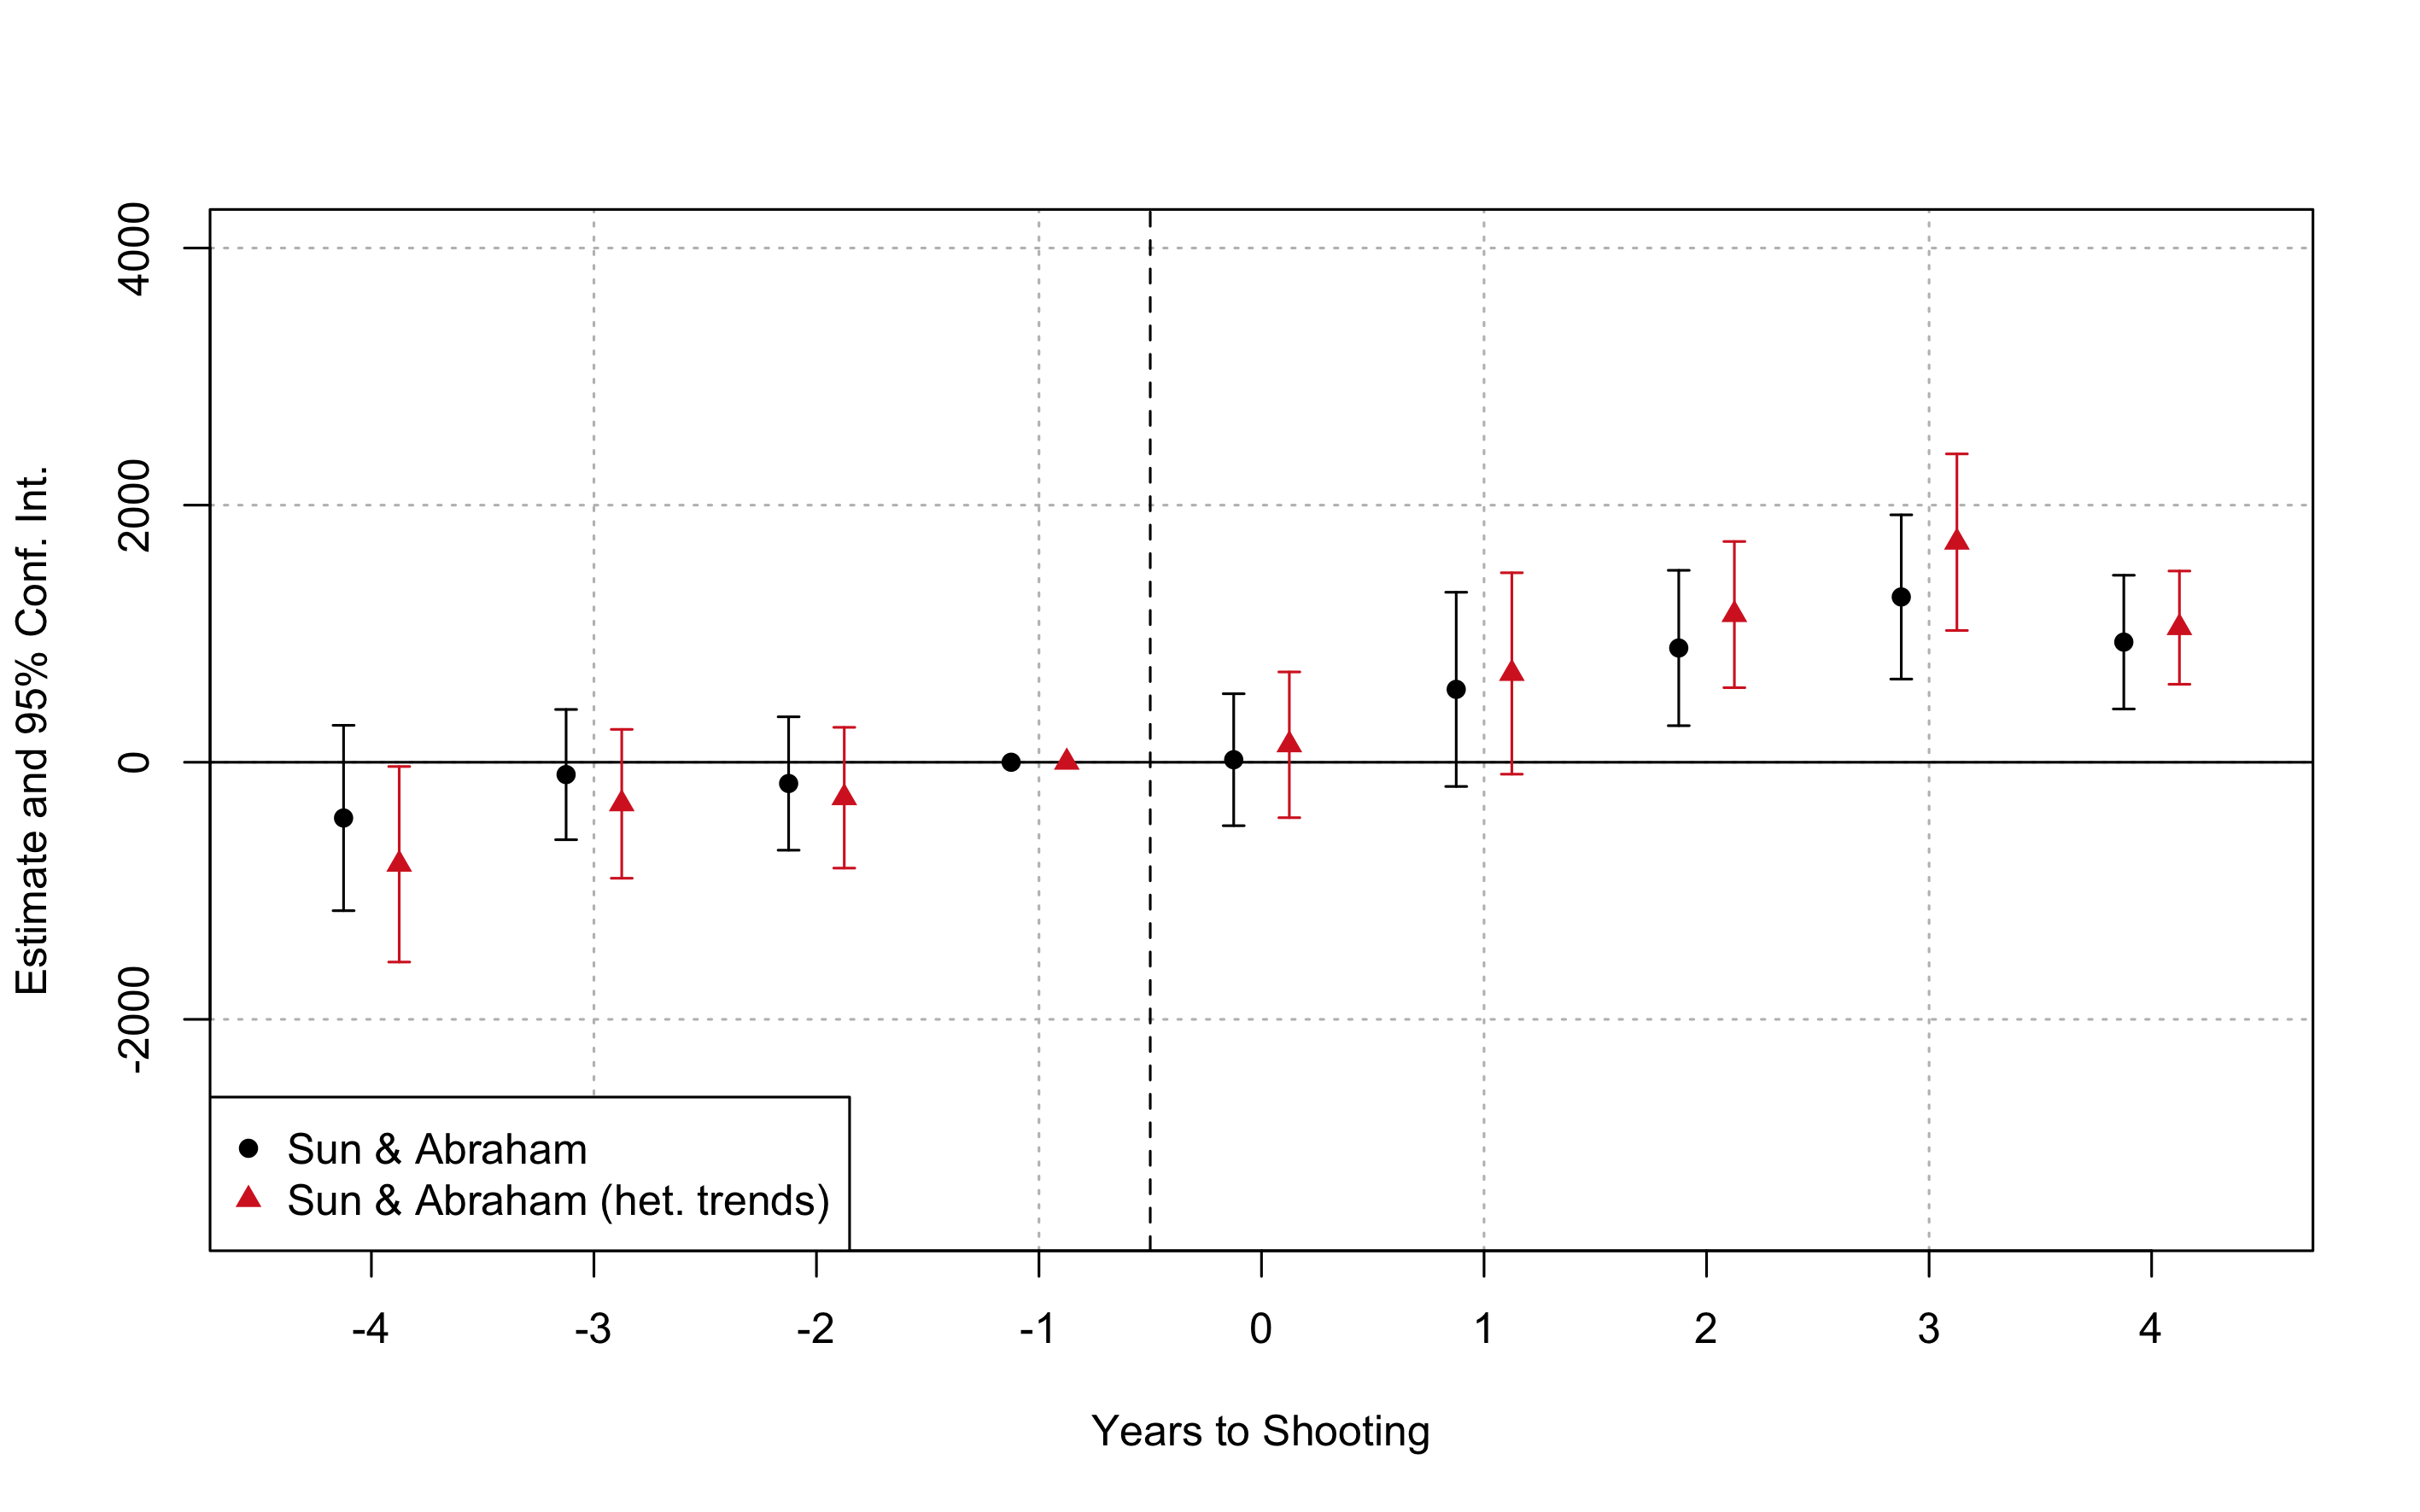 Estimate and 95% Conf. Int.
4000
2000
0
-2000
Sun & Abraham
Sun & Abraham (het. trends)
-4 -3 -2 -1 0 1 2 3 4
Years to Shooting